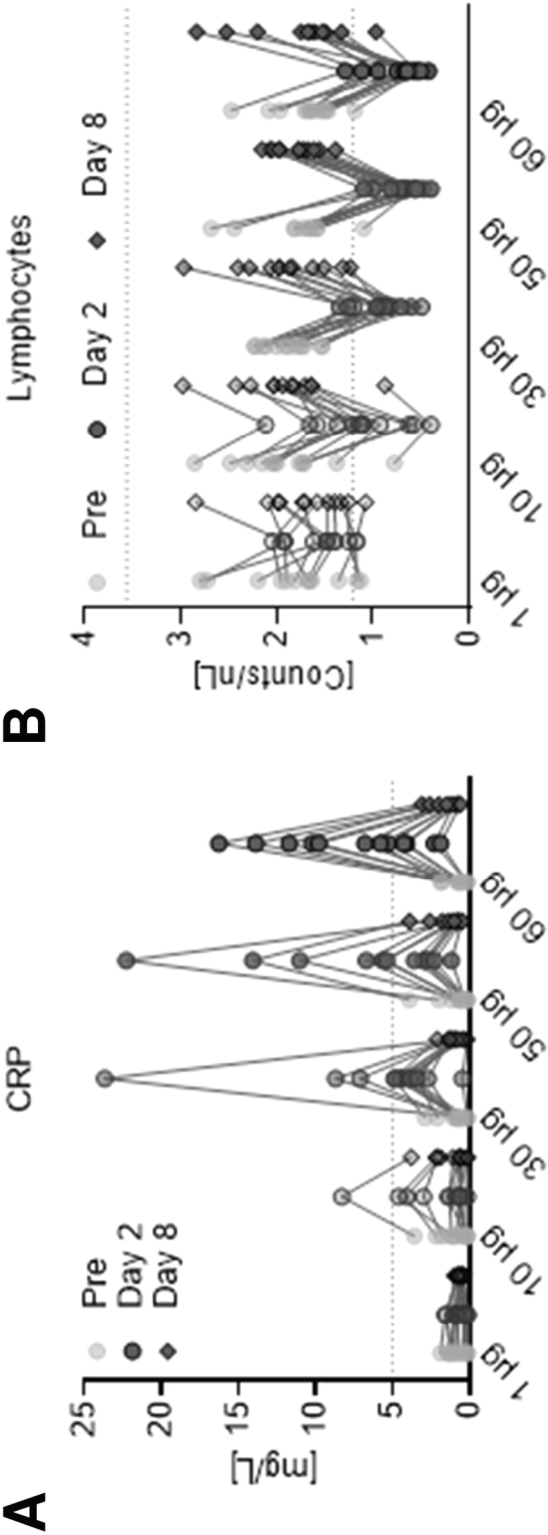 A
CRP
Pre
Day 2
Day 8
[mg/L]
25
20
15
10
5
0
1 µg
10 µg
30 µg
50 µg
60 µg
B
Lymphocytes
Pre
Day 2
Day 8
[Counts/nL]
4
3
2
1
0
1 µg
10 µg
30 µg
50 µg
60 µg